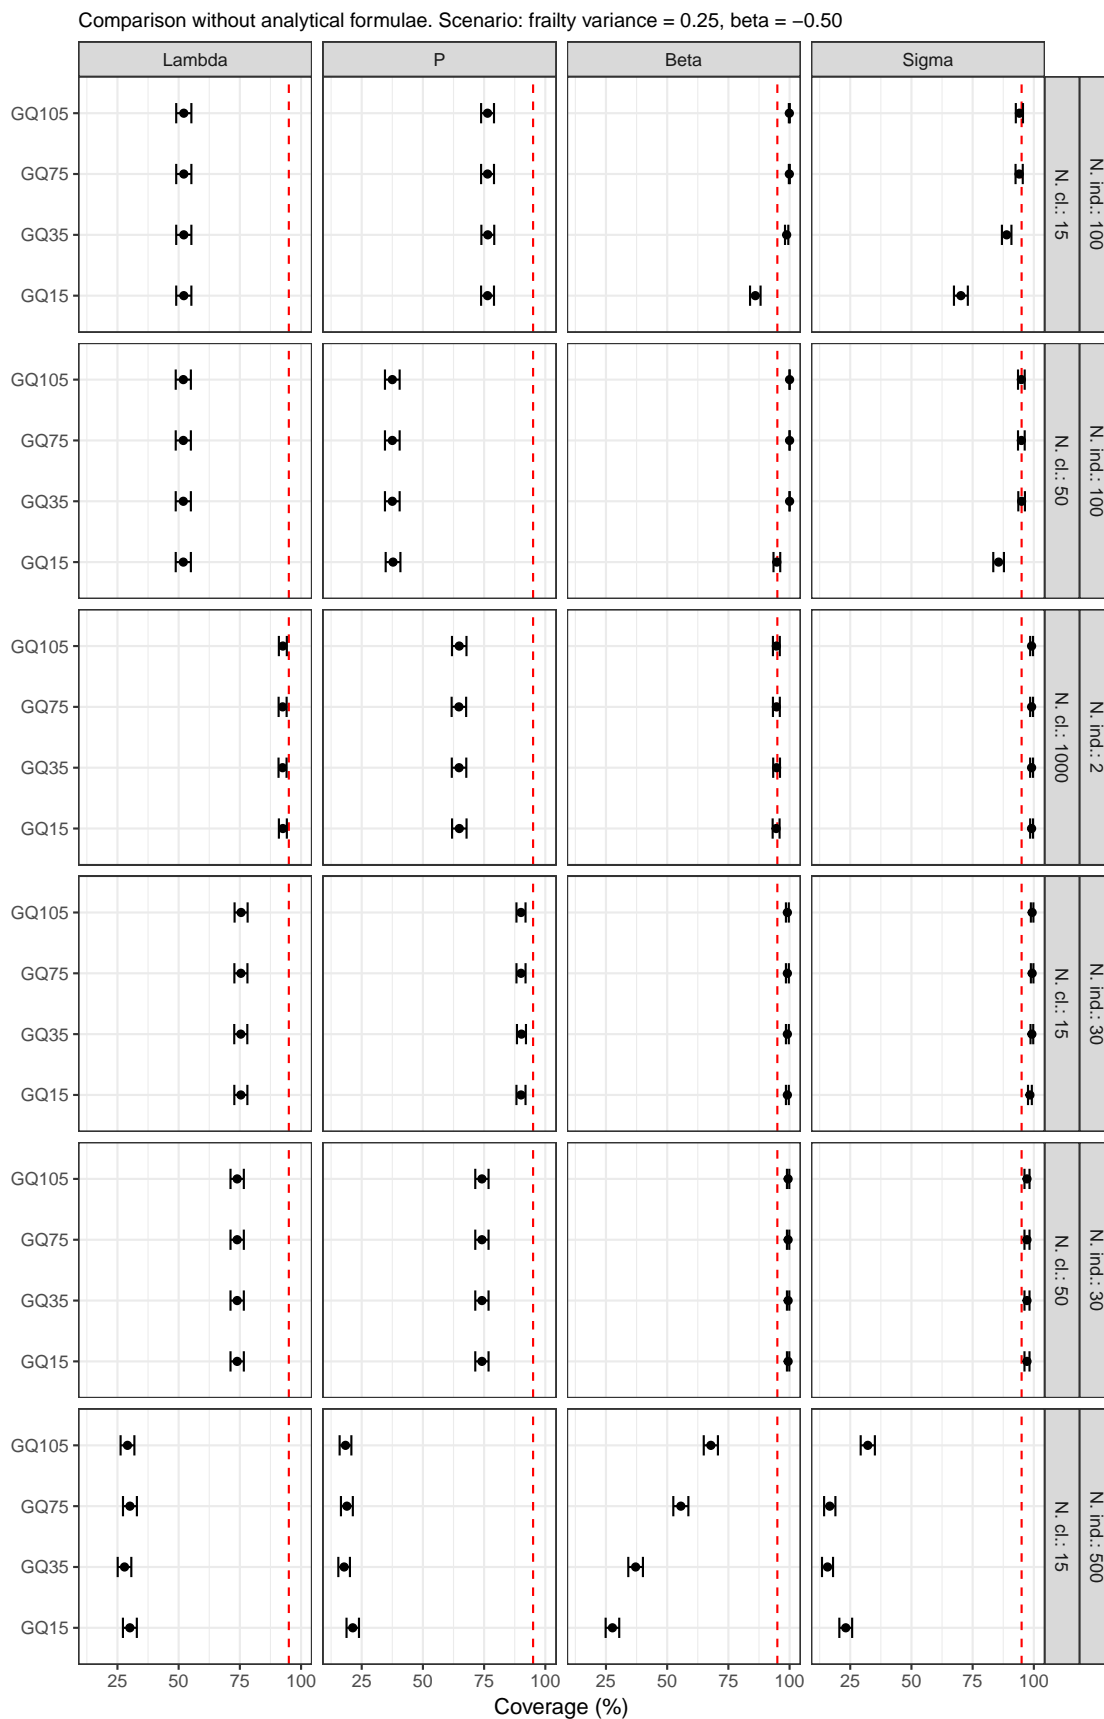 Comparison without analytical formulae. Scenario: frailty variance = 0.25, beta = −0.50
Lambda
P
Beta
Sigma
GQ105
GQ75
GQ35
GQ15
N. cl.: 15
N. ind.: 100
GQ105
GQ75
GQ35
GQ15
N. cl.: 50
N. ind.: 100
GQ105
GQ75
GQ35
GQ15
N. cl.: 1000
N. ind.: 2
GQ105
GQ75
GQ35
GQ15
N. cl.: 15
N. ind.: 30
GQ105
GQ75
GQ35
GQ15
N. cl.: 50
N. ind.: 30
GQ105
GQ75
GQ35
GQ15
N. cl.: 15
N. ind.: 500
25 50 75 100 25 50 75 100 25 50 75 100 25 50 75 100
Coverage (%)